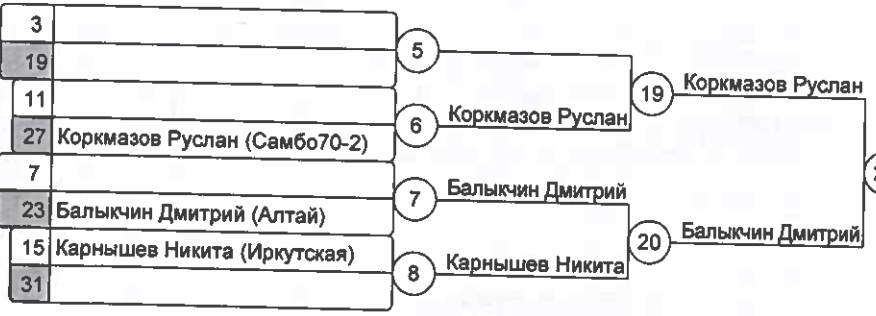 3
19
11
27 Коркмазов Руслан (Самбо70-2)
7
23 Балыкчин Дмитрий (Алтай)
15 Карнышев Никита (Иркутская)
31
5
6
7
8
Коркмазов Руслан
Балыкчин Дмитрий
Карнышев Никита
19
20
Коркмазов Руслан
Балыкчин Дмитрий